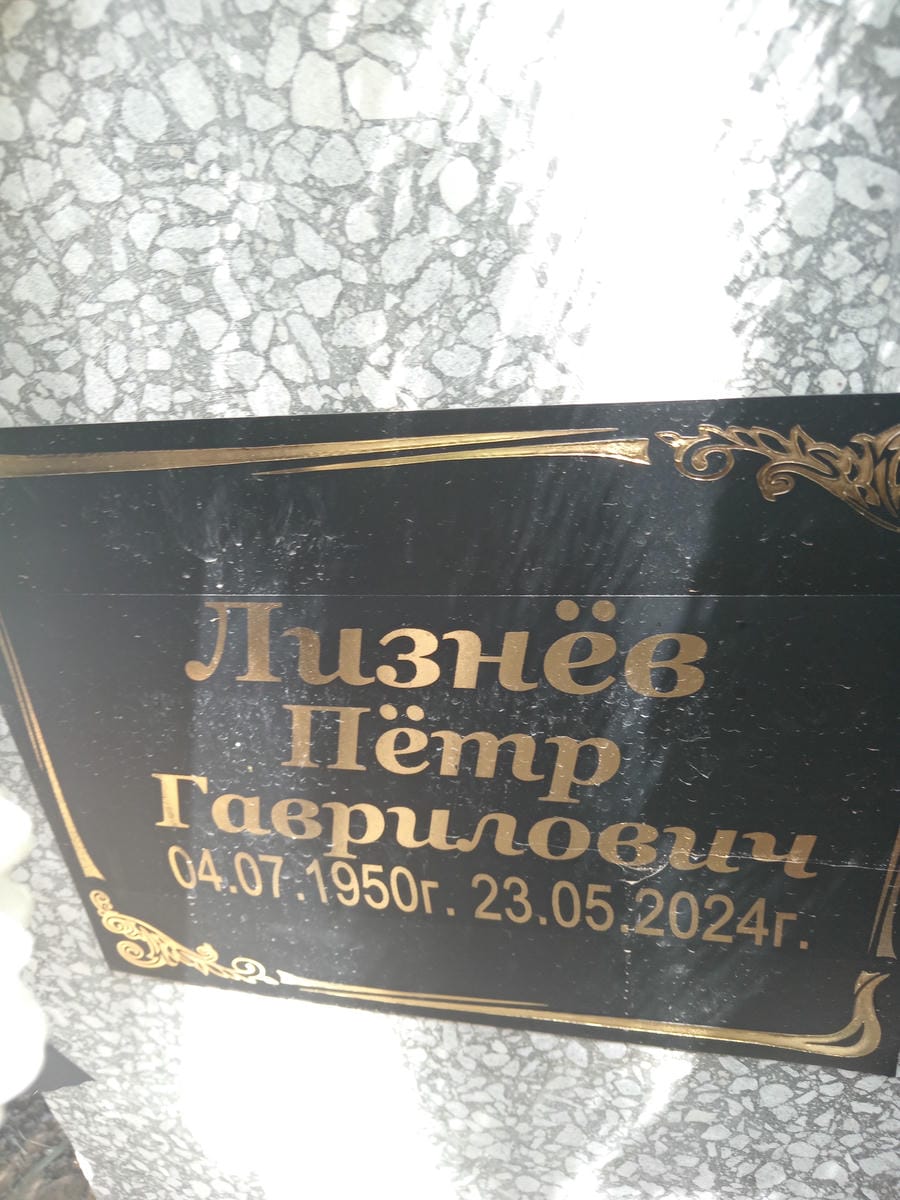 Лизнёв
Пётр
Гаврилович
04.07.1950г. 23.05.2024г.